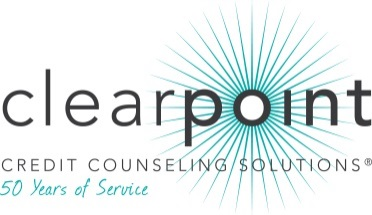 clearpoint
CREDIT COUNSELING SOLUTIONS®
50 Years of Service